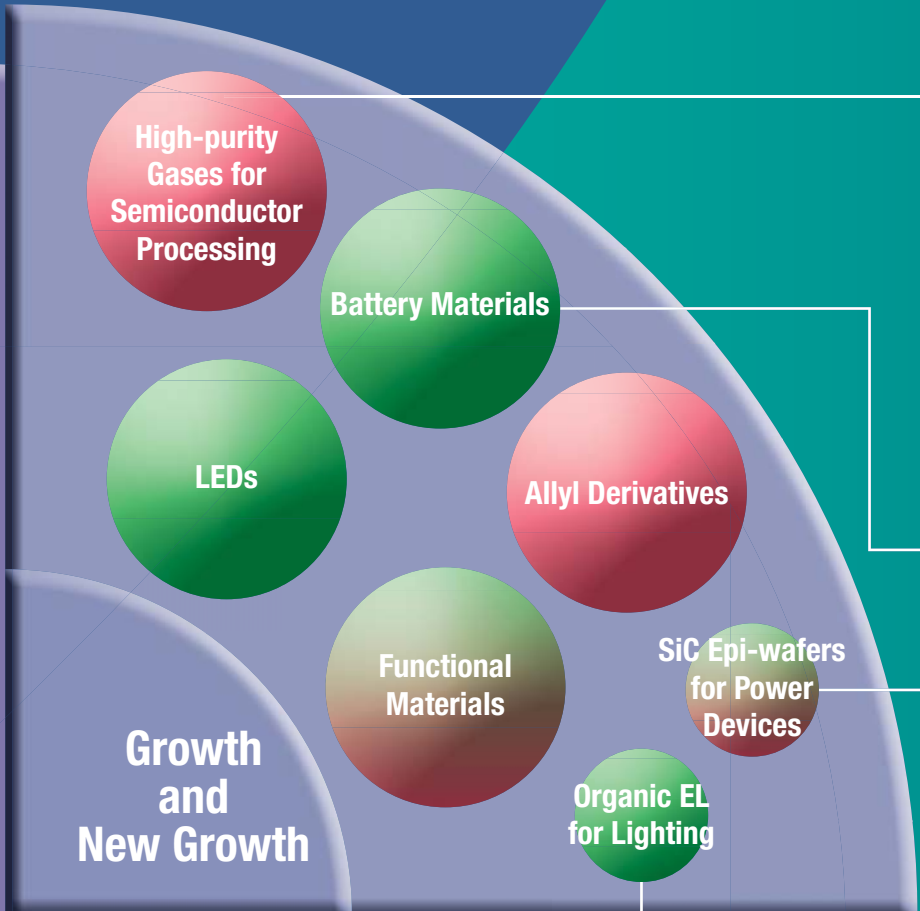 High-purity
Gases for
Semiconductor
Processing
Battery Materials
LEDs
Allyl Derivatives
Functional
Materials
SiC Epi-wafers
for Power
Devices
Organic EL
for Lighting
Growth
and
New Growth